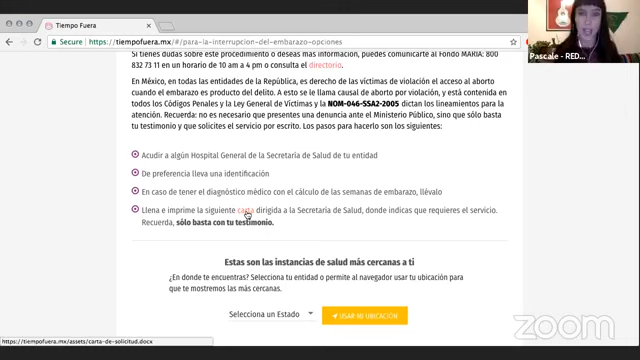 Tiempo Fuera
Secure
https://tiempofuera.mx/#/para-la-interrupcion-del-embarazo-opciones
Si tienes dudas sobre este procedimiento o deseas más información, puedes comunicarte al Fondo MARIA: 800
832 73 11 en un horario de 10 am a 4 pm o consulta el directorio.
En México, en todas las entidades de la República, es derecho de las víctimas de violación el acceso al aborto
cuando el embarazo es producto del delito. A esto se le llama causal de aborto por violación, y está contenida en
todos los Códigos Penales y la Ley General de Víctimas y la NOM-046-SSA2-2005 dictan los lineamientos para la
atención. Recuerda: no es necesario que presentes una denuncia ante el Ministerio Público, sino que sólo basta
tu testimonio y que solicites el servicio por escrito. Los pasos para hacerlo son los siguientes:
Acudir a algún Hospital General de la Secretaría de Salud de tu entidad
De preferencia lleva una identificación
En caso de tener el diagnóstico médico con el cálculo de las semanas de embarazo, llévalo
Llena e imprime la siguiente carta dirigida a la Secretaría de Salud, donde indicas que requieres el servicio.
Recuerda, sólo basta con tu testimonio.
Estas son las instancias de salud más cercanas a ti
¿En donde te encuentras? Selecciona tu entidad o permite al navegador usar tu ubicación para
que te mostremos las más cercanas.
Selecciona un Estado
USAR MI UBICACIÓN
https://tiempofuera.mx/assets/carta-de-solicitud.docx
Pascale - RED...
zoom